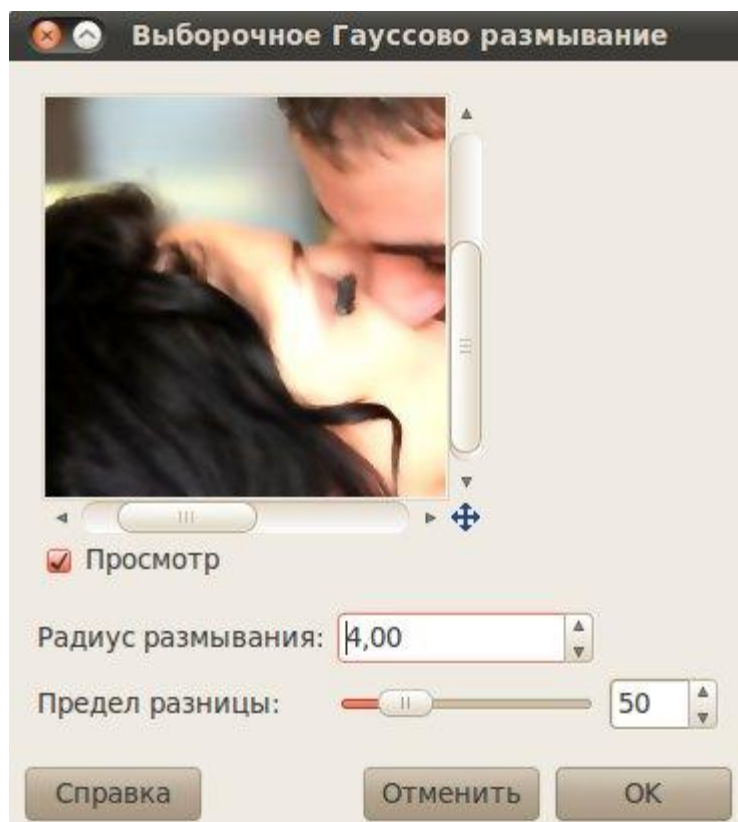 Выборочное Гауссово размывание
Просмотр
Радиус размывания: 4,00
Предел разницы: 50
Справка Отменить OK